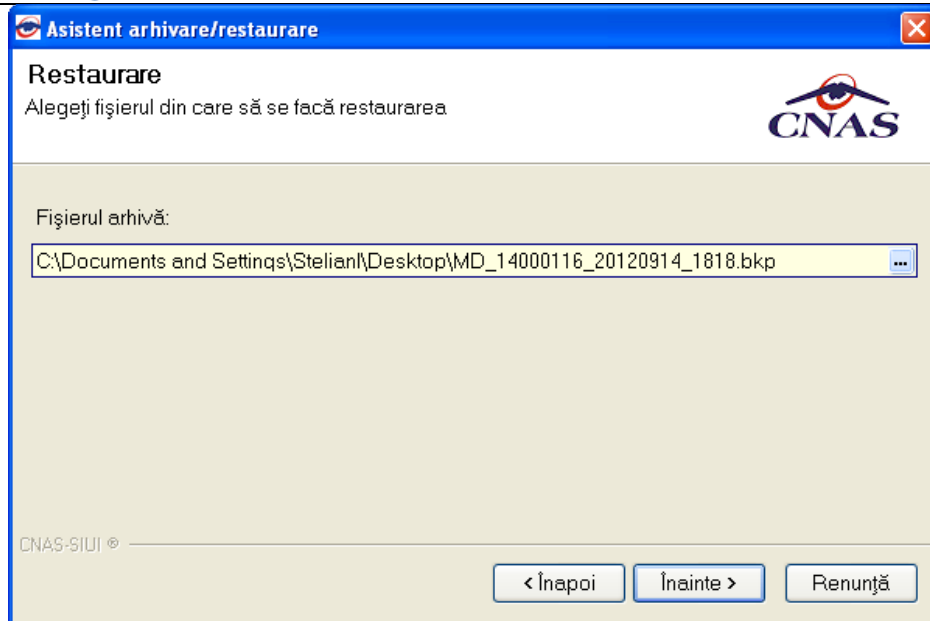 Asistent arhivare/restaurare
Restaurare
Alegeţi fişierul din care să se facă restaurarea
CNAS
Fişierul arhivă:
C:\Documents and Settings\Stelianl\Desktop\MD_14000116_20120914_1818.bkp
...
CNAS-SIUI ®
< Înapoi Înainte > Renunţă